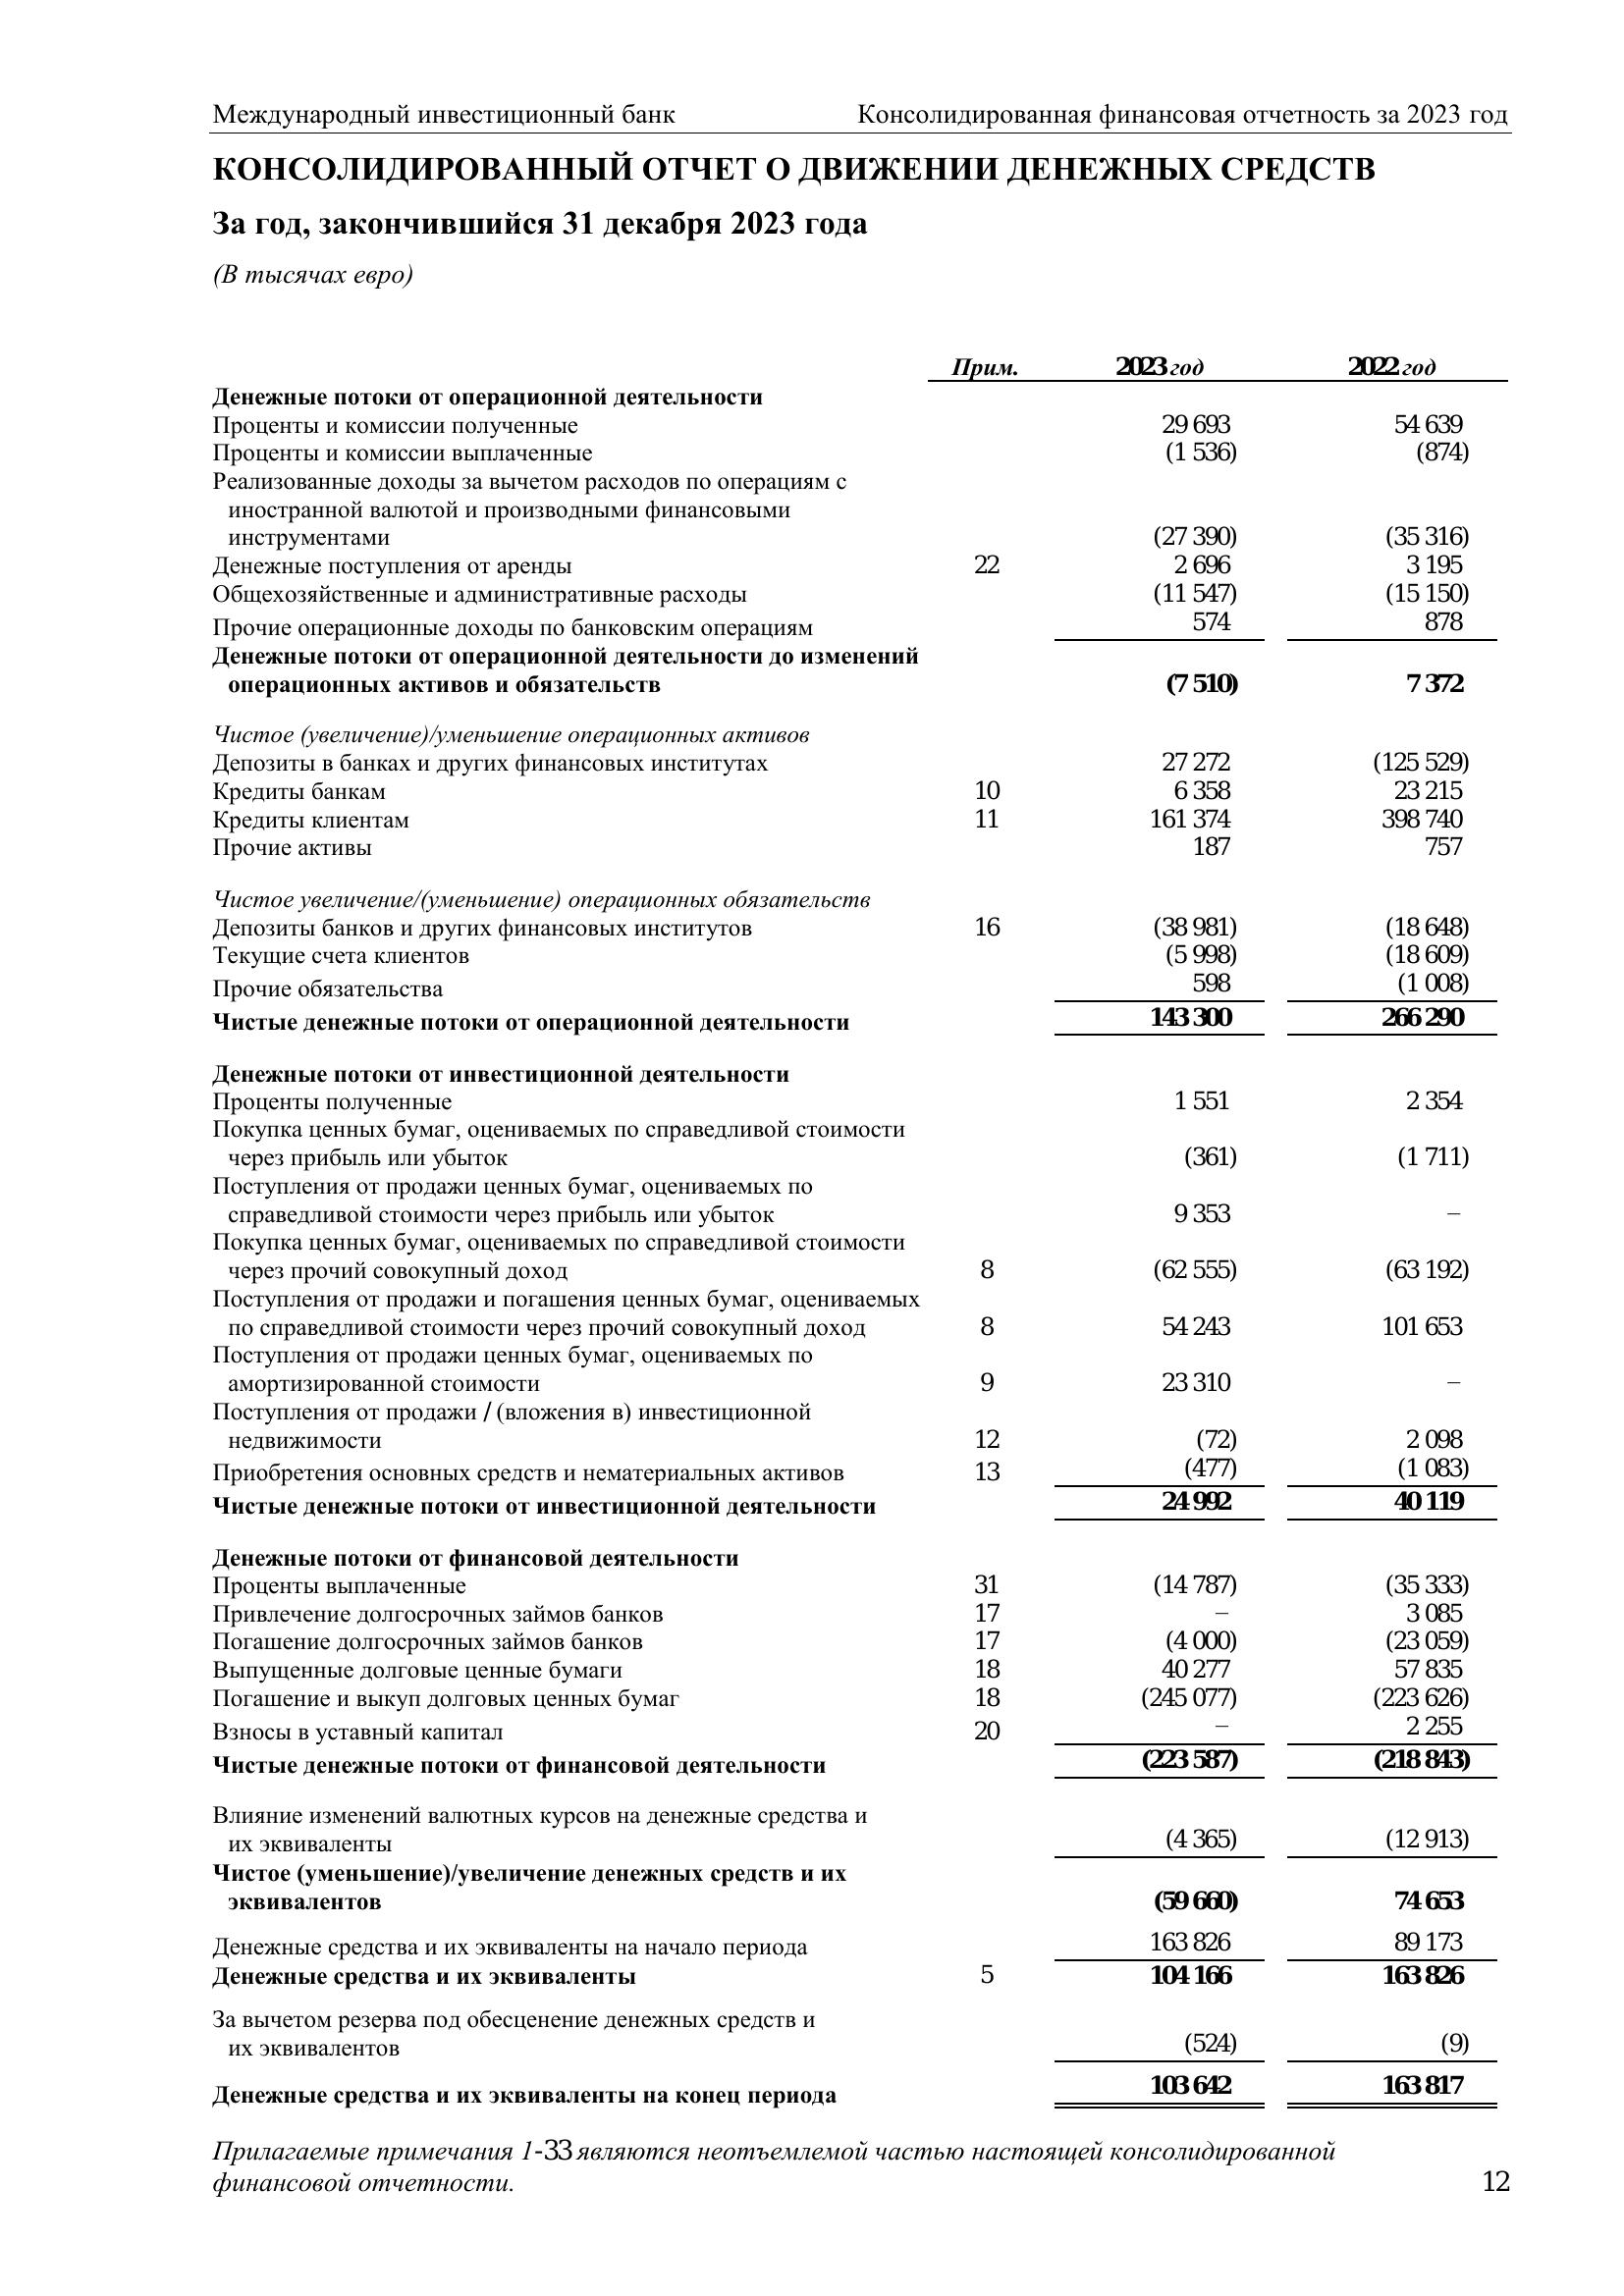 Международный инвестиционный банк Консолидированная финансовая отчетность за 2023 год
КОНСОЛИДИРОВАННЫЙ ОТЧЕТ О ДВИЖЕНИИ ДЕНЕЖНЫХ СРЕДСТВ
За год, закончившийся 31 декабря 2023 года
(В тысячах евро)
Прим. 2023 год 2022 год
Денежные потоки от операционной деятельности
Проценты и комиссии полученные 29 693 54 639
Проценты и комиссии выплаченные (1 536) (874)
Реализованные доходы за вычетом расходов по операциям с
иностранной валютой и производными финансовыми
инструментами (27 390) (35 316)
Денежные поступления от аренды 22 2 696 3 195
Общехозяйственные и административные расходы (11 547) (15 150)
Прочие операционные доходы по банковским операциям 574 878
Денежные потоки от операционной деятельности до изменений
операционных активов и обязательств (7 510) 7 372
Чистое (увеличение)/уменьшение операционных активов
Депозиты в банках и других финансовых институтах 27 272 (125 529)
Кредиты банкам 10 6 358 23 215
Кредиты клиентам 11 161 374 398 740
Прочие активы 187 757
Чистое увеличение/(уменьшение) операционных обязательств
Депозиты банков и других финансовых институтов 16 (38 981) (18 648)
Текущие счета клиентов (5 998) (18 609)
Прочие обязательства 598 (1 008)
Чистые денежные потоки от операционной деятельности 143 300 266 290
Денежные потоки от инвестиционной деятельности
Проценты полученные 1 551 2 354
Покупка ценных бумаг, оцениваемых по справедливой стоимости
через прибыль или убыток (361) (1 711)
Поступления от продажи ценных бумаг, оцениваемых по
справедливой стоимости через прибыль или убыток 9 353 –
Покупка ценных бумаг, оцениваемых по справедливой стоимости
через прочий совокупный доход 8 (62 555) (63 192)
Поступления от продажи и погашения ценных бумаг, оцениваемых
по справедливой стоимости через прочий совокупный доход 8 54 243 101 653
Поступления от продажи ценных бумаг, оцениваемых по
амортизированной стоимости 9 23 310 –
Поступления от продажи / (вложения в) инвестиционной
недвижимости 12 (72) 2 098
Приобретения основных средств и нематериальных активов 13 (477) (1 083)
Чистые денежные потоки от инвестиционной деятельности 24 992 40 119
Денежные потоки от финансовой деятельности
Проценты выплаченные 31 (14 787) (35 333)
Привлечение долгосрочных займов банков 17 – 3 085
Погашение долгосрочных займов банков 17 (4 000) (23 059)
Выпущенные долговые ценные бумаги 18 40 277 57 835
Погашение и выкуп долговых ценных бумаг 18 (245 077) (223 626)
Взносы в уставный капитал 20 – 2 255
Чистые денежные потоки от финансовой деятельности (223 587) (218 843)
Влияние изменений валютных курсов на денежные средства и
их эквиваленты (4 365) (12 913)
Чистое (уменьшение)/увеличение денежных средств и их
эквивалентов (59 660) 74 653
Денежные средства и их эквиваленты на начало периода 163 826 89 173
Денежные средства и их эквиваленты 5 104 166 163 826
За вычетом резерва под обесценение денежных средств и
их эквивалентов (524) (9)
Денежные средства и их эквиваленты на конец периода 103 642 163 817
Прилагаемые примечания 1-33 являются неотъемлемой частью настоящей консолидированной
финансовой отчетности. 12